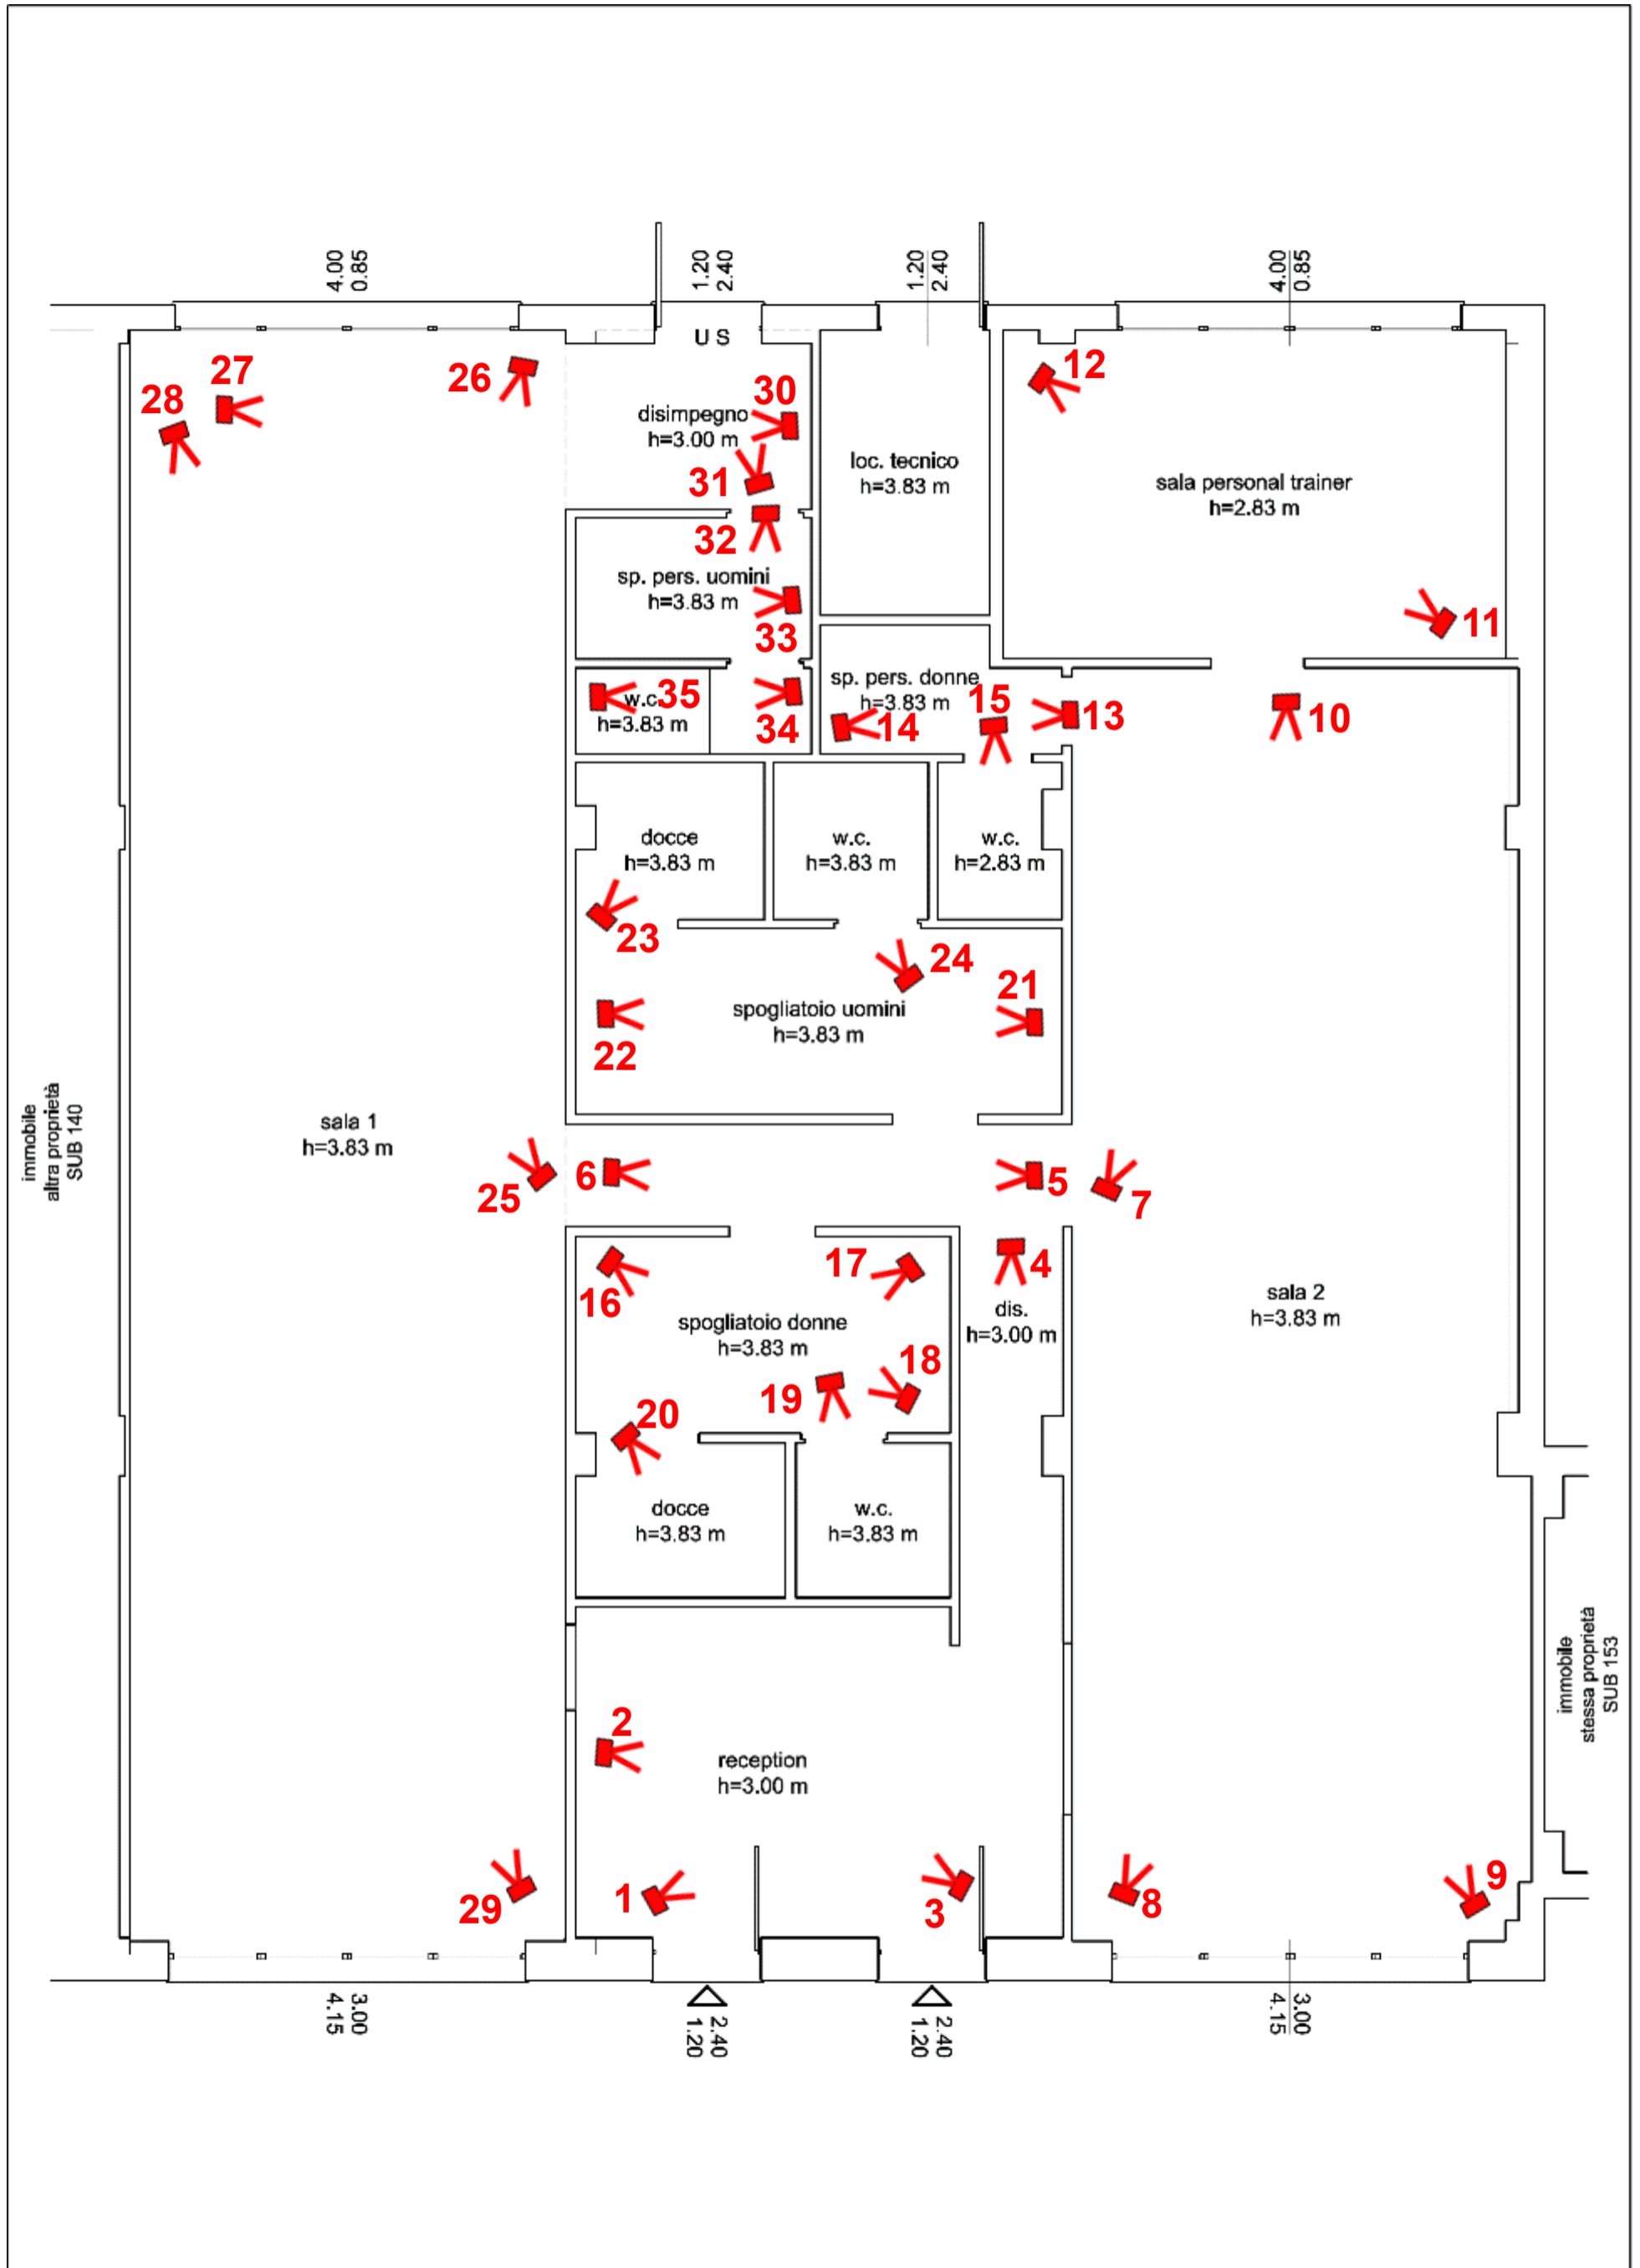 4.00
0.85
1.20
2.40
1.20
2.40
4.00
0.85
U S
27
26
28
30
12
disimpegno
h=3.00 m
31
loc. tecnico
h=3.83 m
sala personal trainer
h=2.83 m
32
sp. pers. uomini
h=3.83 m
33
11
sp. pers. donne
h=3.83 m
35
w.c.
h=3.83 m
34
14
15
13
10
docce
h=3.83 m
w.c.
h=3.83 m
w.c.
h=2.83 m
23
24
21
spogliatoio uomini
h=3.83 m
22
immobile
altra proprietà
SUB 140
sala 1
h=3.83 m
25
6
5
7
16
17
4
spogliatoio donne
h=3.83 m
dis.
h=3.00 m
sala 2
h=3.83 m
18
19
20
docce
h=3.83 m
w.c.
h=3.83 m
immobile
stessa proprietà
SUB 153
2
reception
h=3.00 m
29
1
3
8
9
3.00
4.15
2.40
1.20
2.40
1.20
3.00
4.15